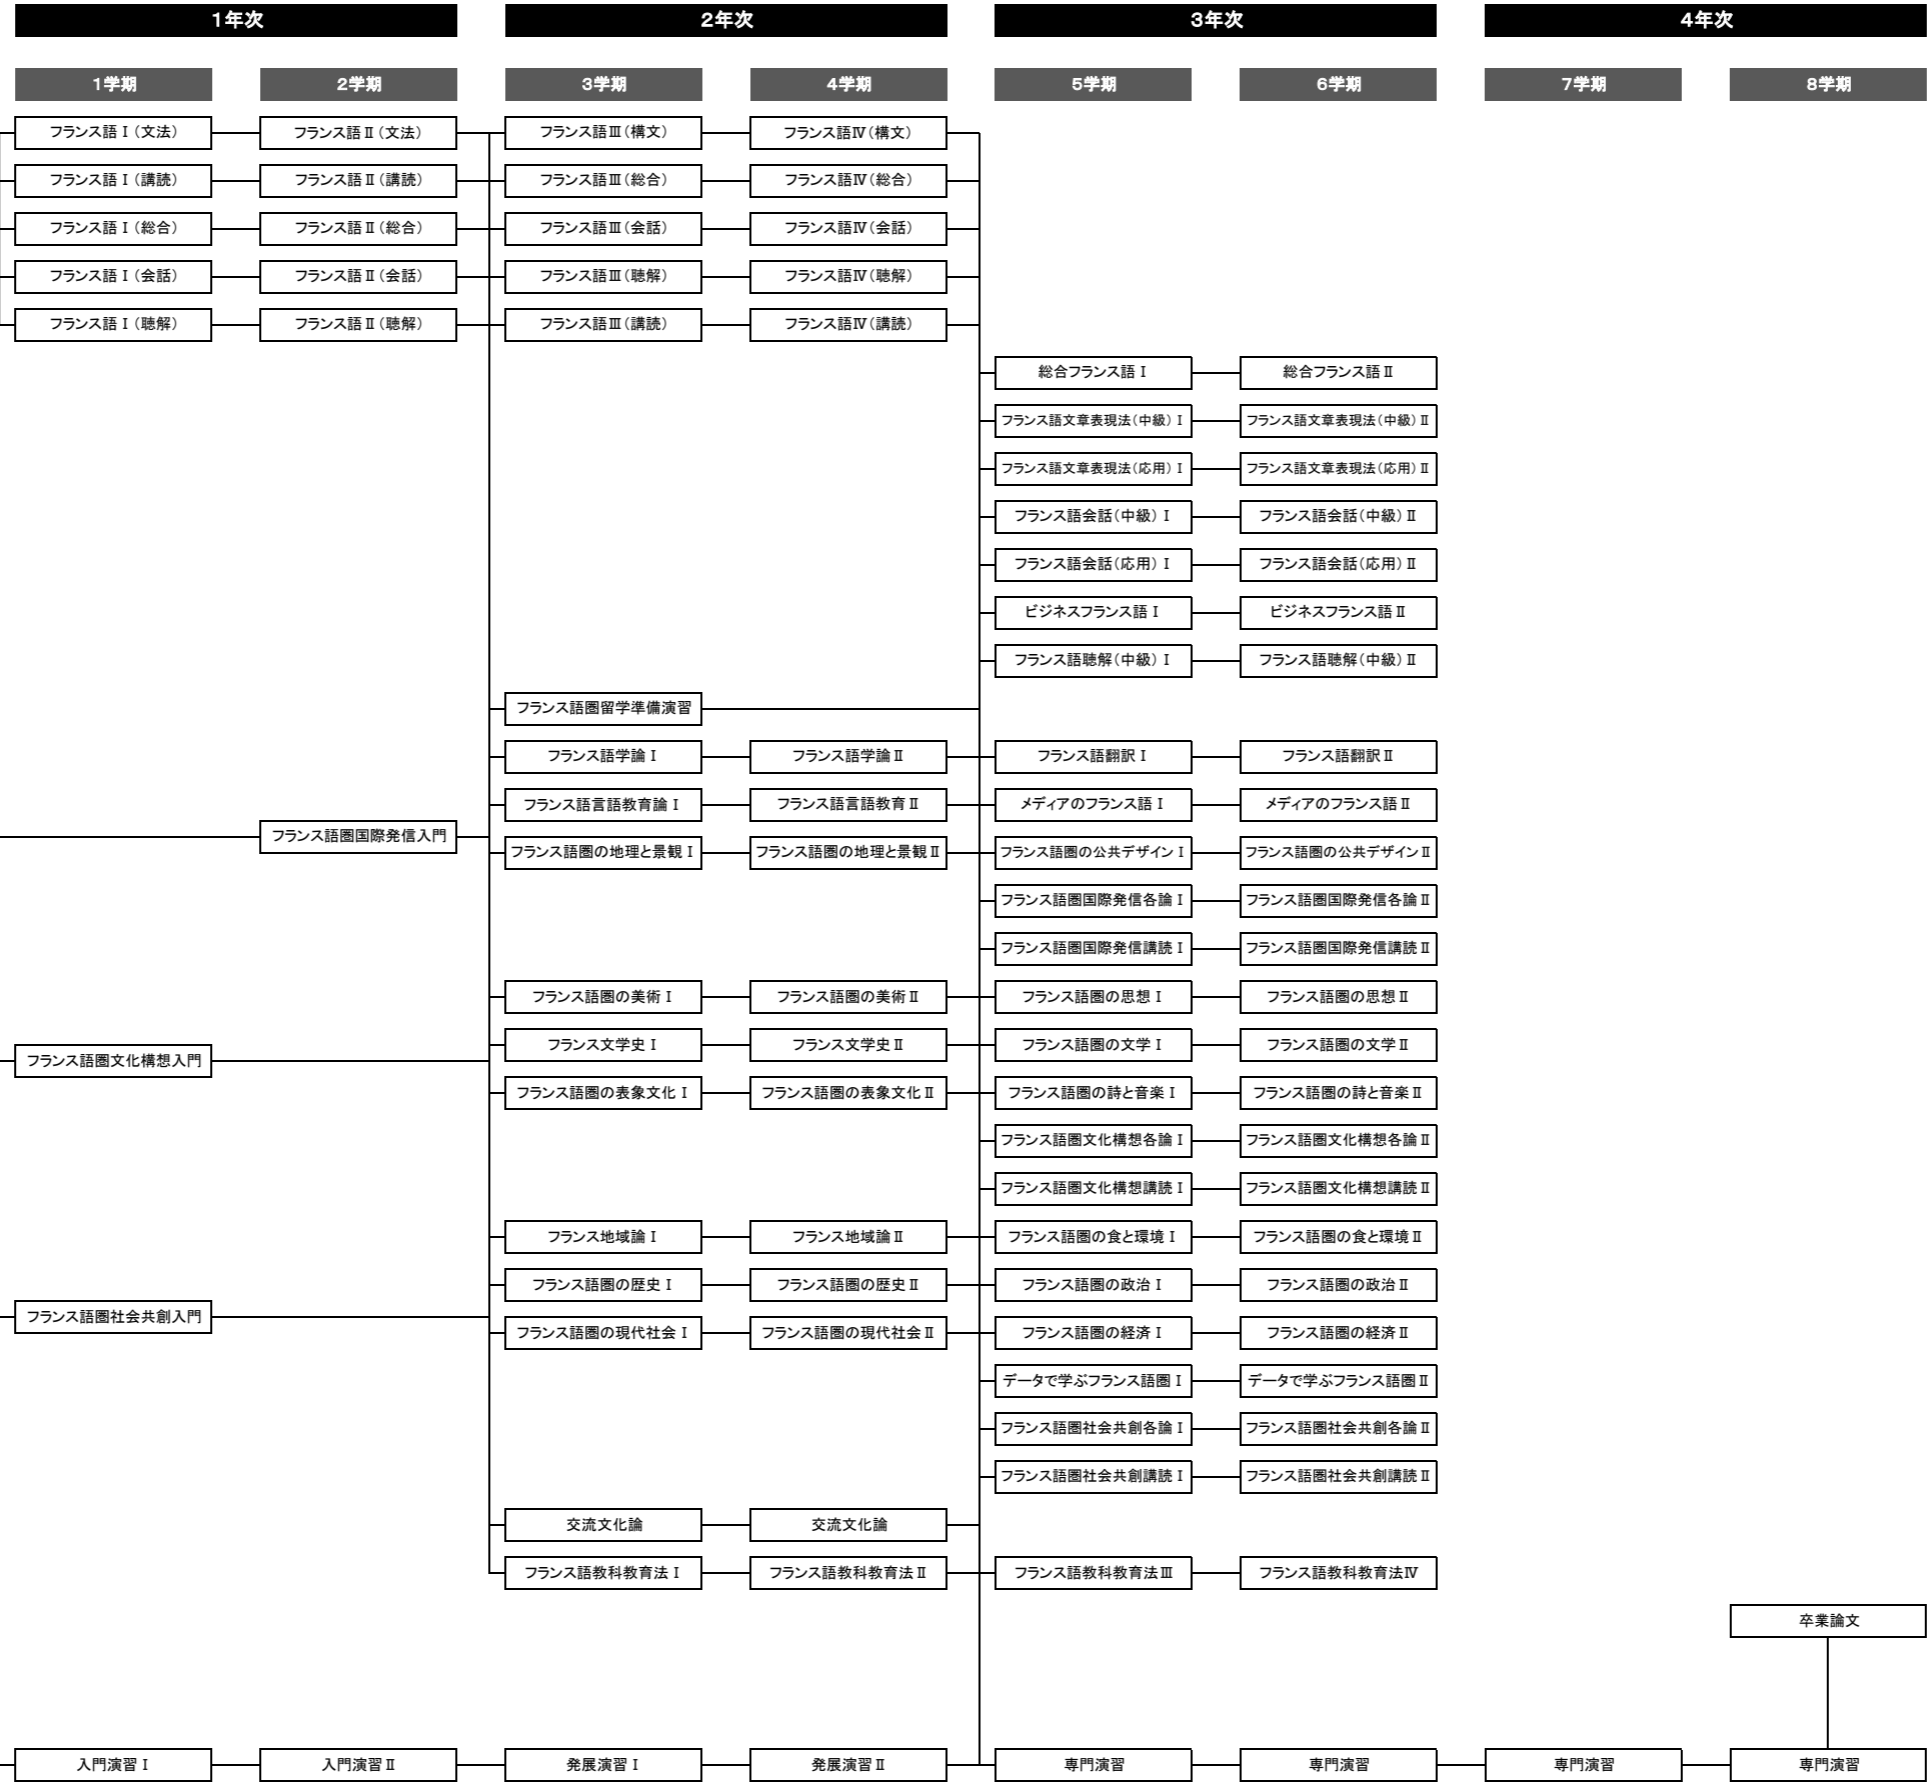 1年次 2年次 3年次 4年次
1学期 2学期 3学期 4学期 5学期 6学期 7学期 8学期
フランス語Ⅰ（文法） フランス語Ⅱ（文法） フランス語Ⅲ（構文） フランス語Ⅳ（構文）
フランス語Ⅰ（講読） フランス語Ⅱ（講読） フランス語Ⅲ（総合） フランス語Ⅳ（総合）
フランス語Ⅰ（総合） フランス語Ⅱ（総合） フランス語Ⅲ（会話） フランス語Ⅳ（会話）
フランス語Ⅰ（会話） フランス語Ⅱ（会話） フランス語Ⅲ（聴解） フランス語Ⅳ（聴解）
フランス語Ⅰ（聴解） フランス語Ⅱ（聴解） フランス語Ⅲ（講読） フランス語Ⅳ（講読）
総合フランス語Ⅰ 総合フランス語Ⅱ
フランス語文章表現法（中級）Ⅰ フランス語文章表現法（中級）Ⅱ
フランス語文章表現法（応用）Ⅰ フランス語文章表現法（応用）Ⅱ
フランス語会話（中級）Ⅰ フランス語会話（中級）Ⅱ
フランス語会話（応用）Ⅰ フランス語会話（応用）Ⅱ
ビジネスフランス語Ⅰ ビジネスフランス語Ⅱ
フランス語聴解（中級）Ⅰ フランス語聴解（中級）Ⅱ
フランス語圏留学準備演習
フランス語学論Ⅰ フランス語学論Ⅱ フランス語翻訳Ⅰ フランス語翻訳Ⅱ
フランス語言語教育論Ⅰ フランス語言語教育Ⅱ メディアのフランス語Ⅰ メディアのフランス語Ⅱ
フランス語圏国際発信入門
フランス語圏の地理と景観Ⅰ フランス語圏の地理と景観Ⅱ フランス語圏の公共デザインⅠ フランス語圏の公共デザインⅡ
フランス語圏国際発信各論Ⅰ フランス語圏国際発信各論Ⅱ
フランス語圏国際発信講読Ⅰ フランス語圏国際発信講読Ⅱ
フランス語圏の美術Ⅰ フランス語圏の美術Ⅱ フランス語圏の思想Ⅰ フランス語圏の思想Ⅱ
フランス文学史Ⅰ フランス文学史Ⅱ フランス語圏の文学Ⅰ フランス語圏の文学Ⅱ
フランス語圏文化構想入門
フランス語圏の表象文化Ⅰ フランス語圏の表象文化Ⅱ フランス語圏の詩と音楽Ⅰ フランス語圏の詩と音楽Ⅱ
フランス語圏文化構想各論Ⅰ フランス語圏文化構想各論Ⅱ
フランス語圏文化構想講読Ⅰ フランス語圏文化構想講読Ⅱ
フランス地域論Ⅰ フランス地域論Ⅱ フランス語圏の食と環境Ⅰ フランス語圏の食と環境Ⅱ
フランス語圏の歴史Ⅰ フランス語圏の歴史Ⅱ フランス語圏の政治Ⅰ フランス語圏の政治Ⅱ
フランス語圏社会共創入門
フランス語圏の現代社会Ⅰ フランス語圏の現代社会Ⅱ フランス語圏の経済Ⅰ フランス語圏の経済Ⅱ
データで学ぶフランス語圏Ⅰ データで学ぶフランス語圏Ⅱ
フランス語圏社会共創各論Ⅰ フランス語圏社会共創各論Ⅱ
フランス語圏社会共創講読Ⅰ フランス語圏社会共創講読Ⅱ
交流文化論 交流文化論
フランス語教科教育法Ⅰ フランス語教科教育法Ⅱ フランス語教科教育法Ⅲ フランス語教科教育法Ⅳ
卒業論文
入門演習Ⅰ 入門演習Ⅱ 発展演習Ⅰ 発展演習Ⅱ 専門演習 専門演習 専門演習 専門演習